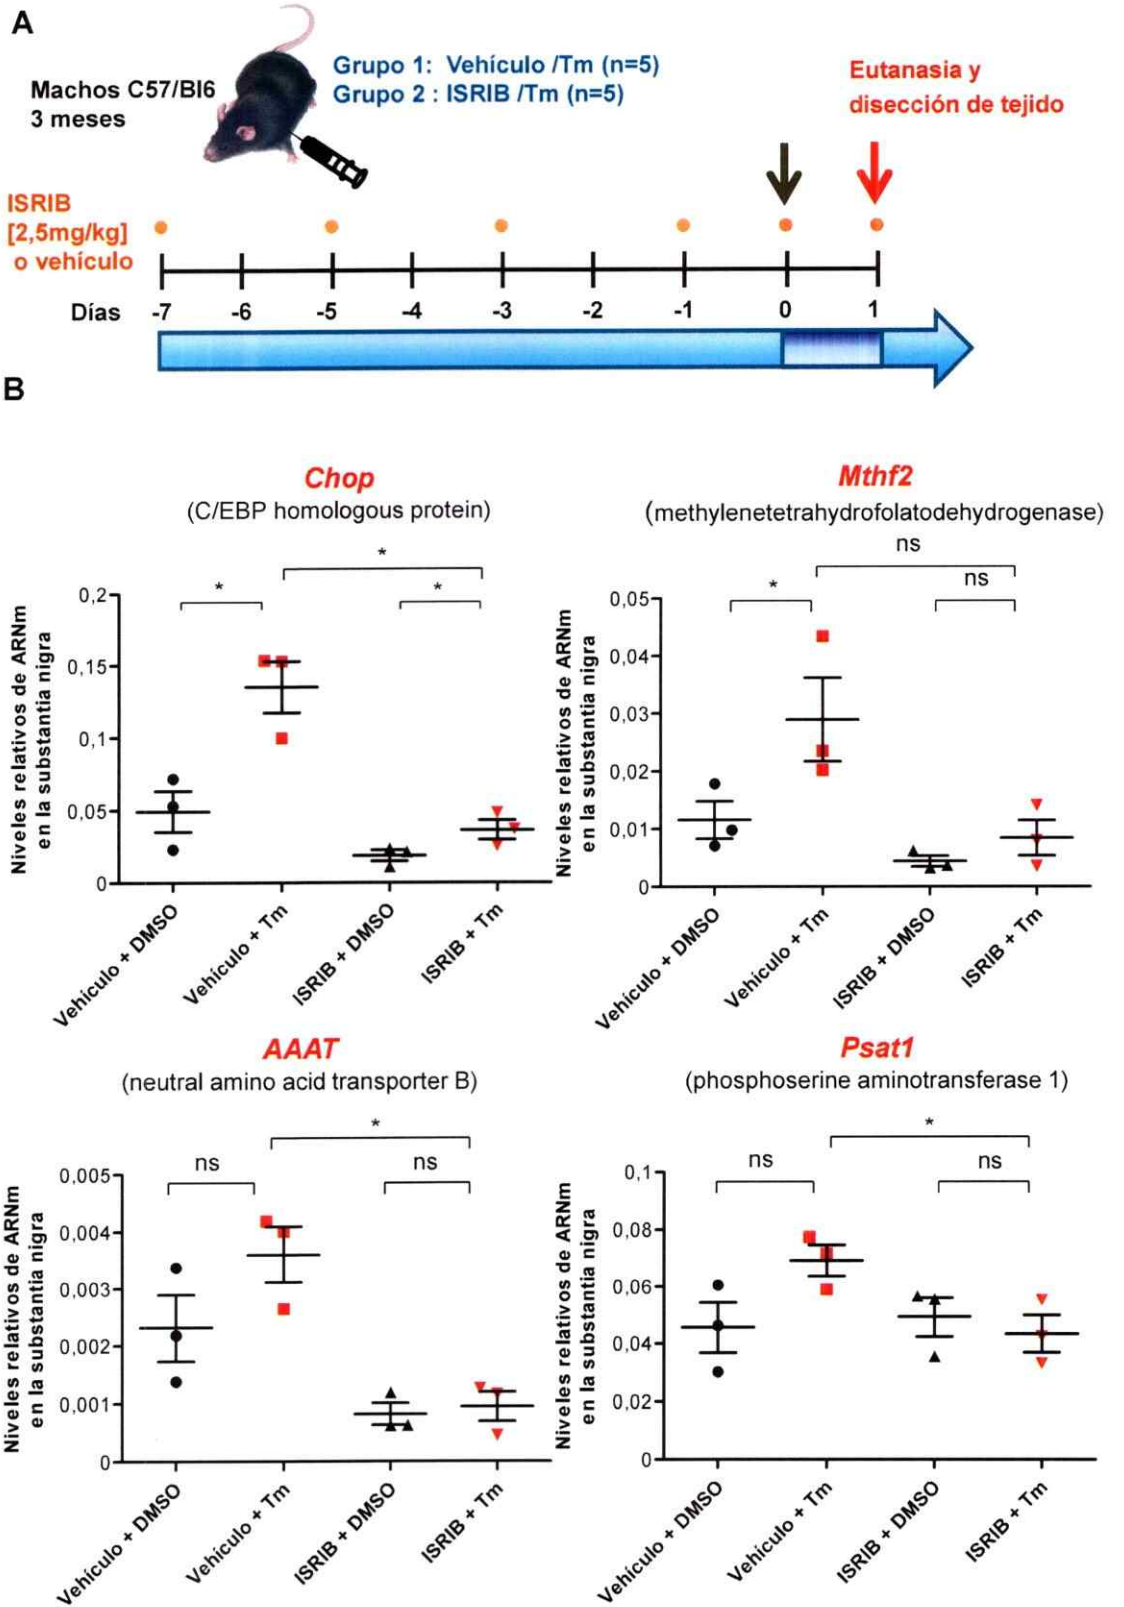 A
Machos C57/Bl6
3 meses
Grupo 1: Vehículo /Tm (n=5)
Grupo 2 : ISRIB /Tm (n=5)
Eutanasia y
disección de tejido
ISRIB
[2,5mg/kg]
o vehículo
Días
-7 -6 -5 -4 -3 -2 -1 0 1
B
Chop
(C/EBP homologous protein)
*
*
*
Niveles relativos de ARNm
en la substantia nigra
0,2
0,15
0,1
0,05
0
Vehículo + DMSO
Vehículo + Tm
ISRIB + DMSO
ISRIB + Tm
Mthf2
(methylenetetrahydrofolatodehydrogenase)
ns
ns
*
Niveles relativos de ARNm
en la substantia nigra
0,05
0,04
0,03
0,02
0,01
0
Vehículo + DMSO
Vehículo + Tm
ISRIB + DMSO
ISRIB + Tm
AAAT
(neutral amino acid transporter B)
*
ns
ns
Niveles relativos de ARNm
en la substantia nigra
0,005
0,004
0,003
0,002
0,001
0
Vehículo + DMSO
Vehículo + Tm
ISRIB + DMSO
ISRIB + Tm
Psat1
(phosphoserine aminotransferase 1)
*
ns
ns
Niveles relativos de ARNm
en la substantia nigra
0,1
0,08
0,06
0,04
0,02
0
Vehículo + DMSO
Vehículo + Tm
ISRIB + DMSO
ISRIB + Tm